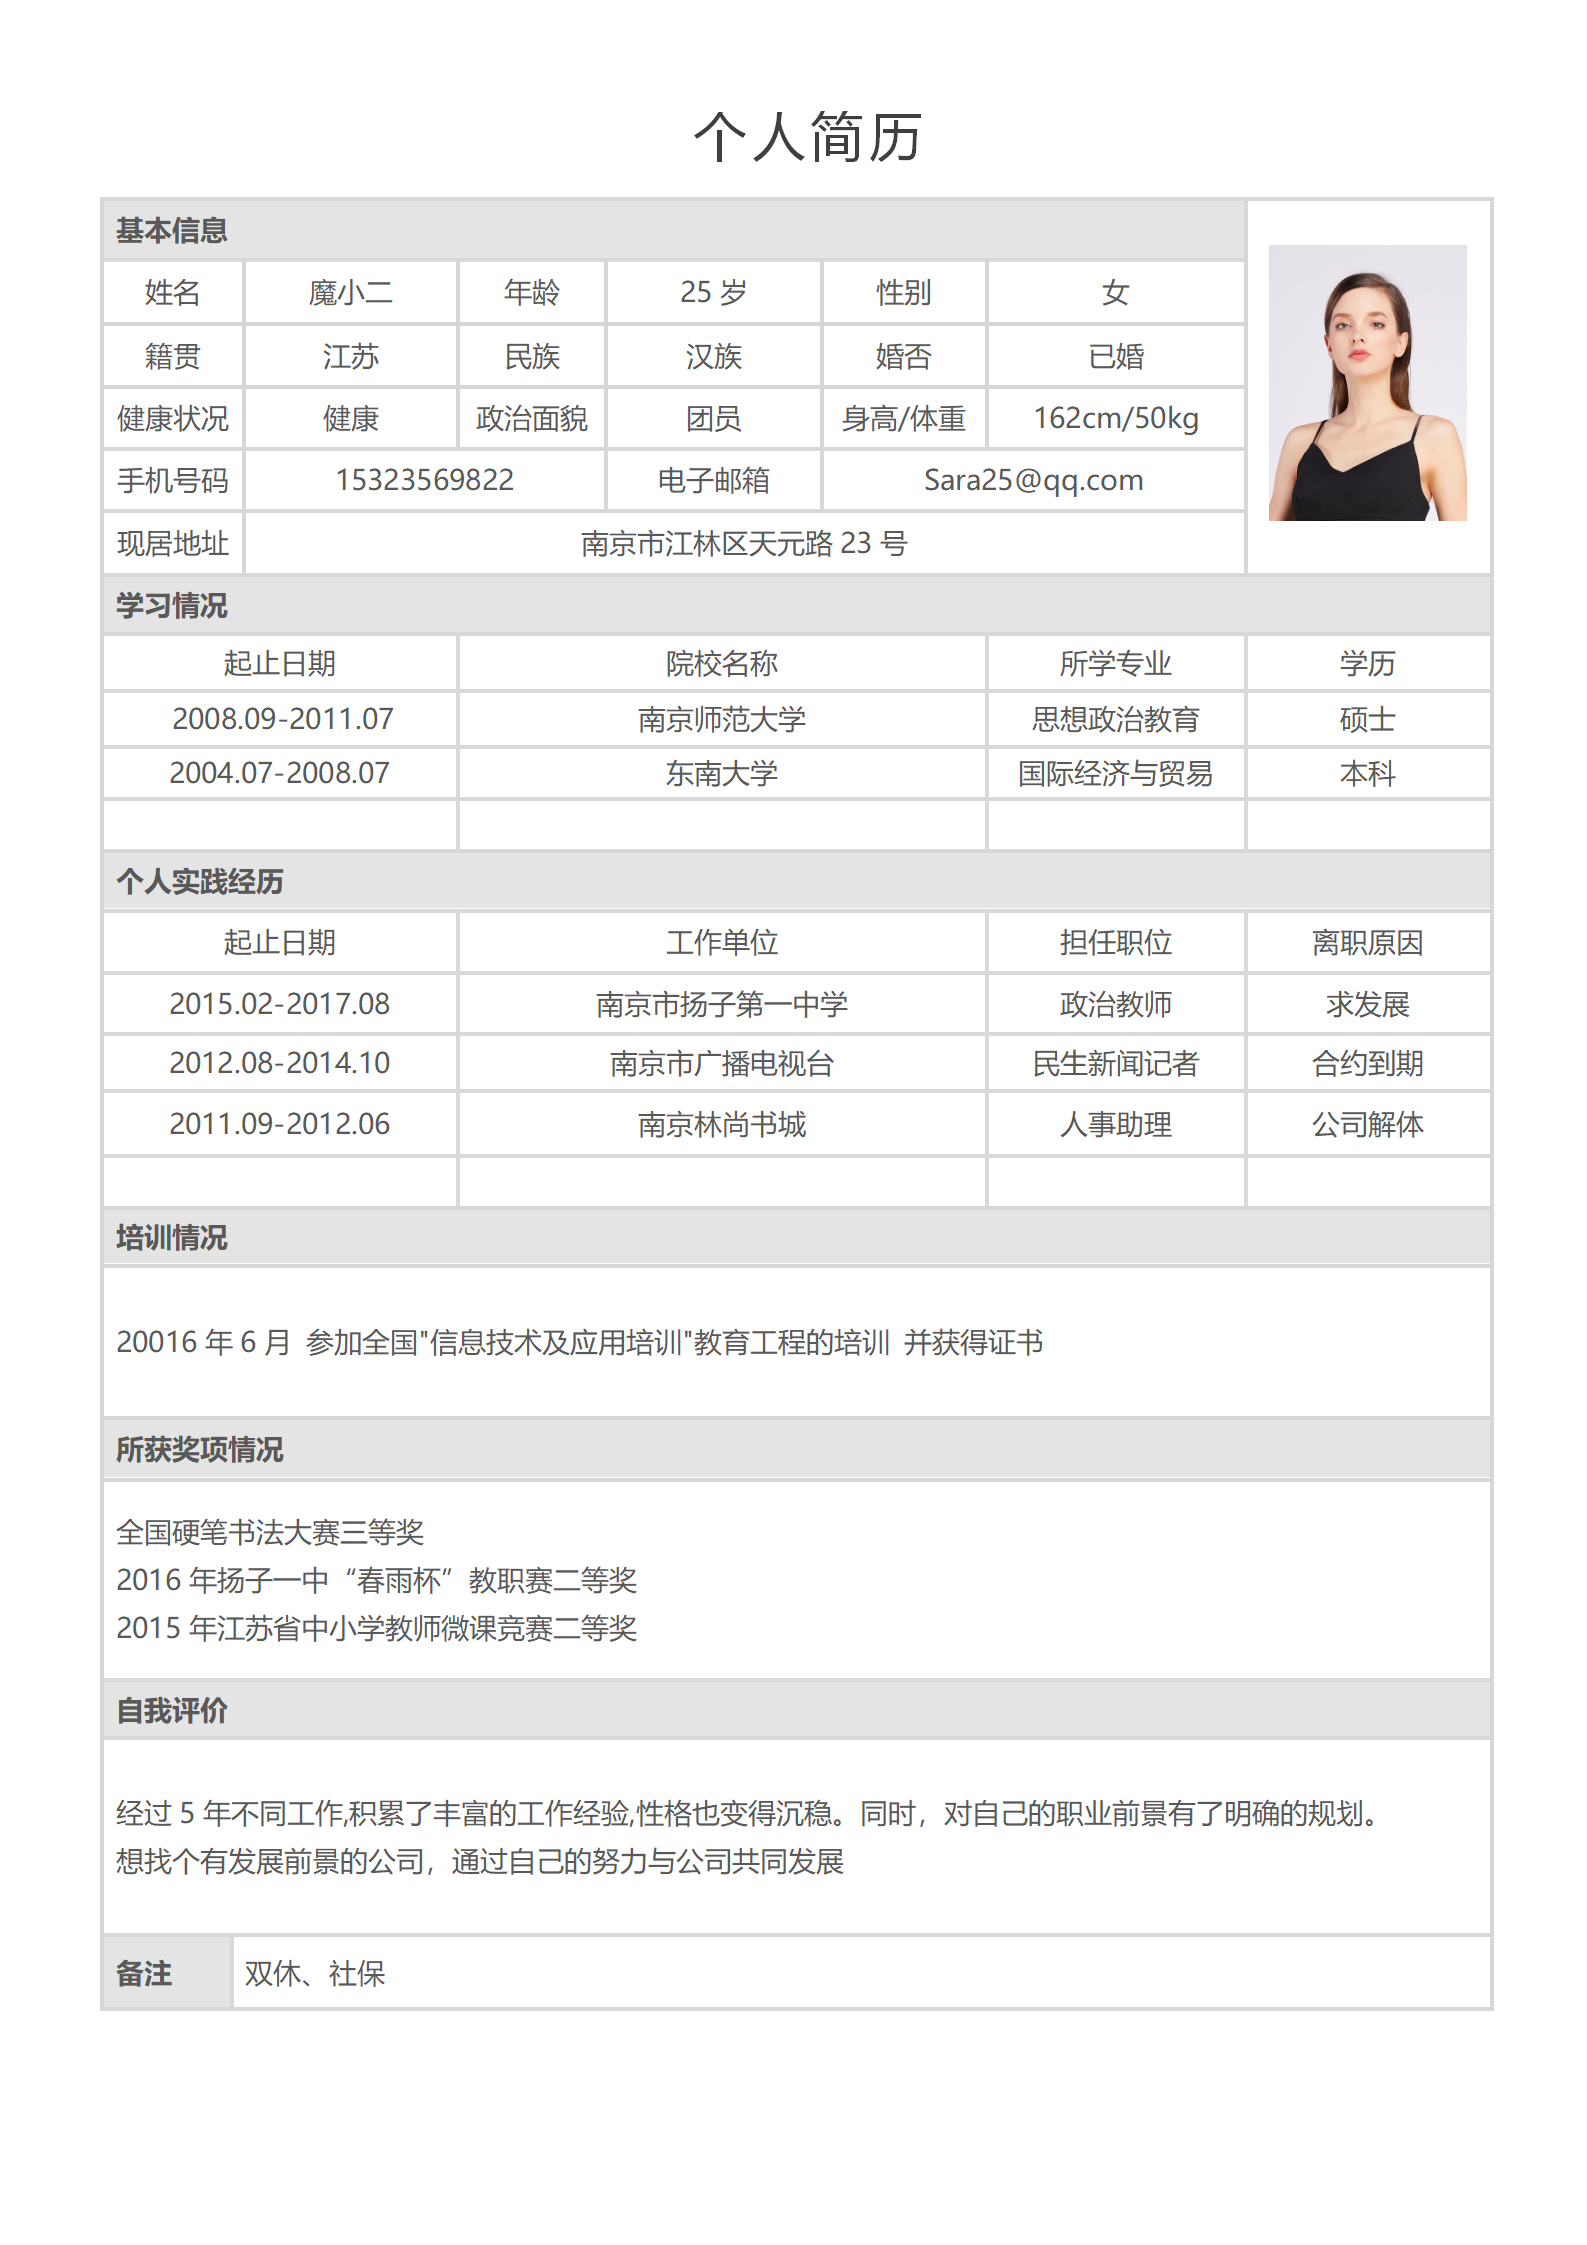 个人简历
基本信息
姓名 魔小二 年龄 25 岁 性别 女
籍贯 江苏 民族 汉族 婚否 已婚
健康状况 健康 政治面貌 团员 身高/体重 162cm/50kg
手机号码 15323569822 电子邮箱 Sara25@qq.com
现居地址 南京市江林区天元路 23 号
学习情况
起止日期 院校名称 所学专业 学历
2008.09-2011.07 南京师范大学 思想政治教育 硕士
2004.07-2008.07 东南大学 国际经济与贸易 本科
个人实践经历
起止日期 工作单位 担任职位 离职原因
2015.02-2017.08 南京市扬子第一中学 政治教师 求发展
2012.08-2014.10 南京市广播电视台 民生新闻记者 合约到期
2011.09-2012.06 南京林尚书城 人事助理 公司解体
培训情况
20016 年 6 月 参加全国"信息技术及应用培训"教育工程的培训 并获得证书
所获奖项情况
全国硬笔书法大赛三等奖
2016 年扬子一中“春雨杯”教职赛二等奖
2015 年江苏省中小学教师微课竞赛二等奖
自我评价
经过 5 年不同工作,积累了丰富的工作经验,性格也变得沉稳。同时，对自己的职业前景有了明确的规划。
想找个有发展前景的公司，通过自己的努力与公司共同发展
备注 双休、社保